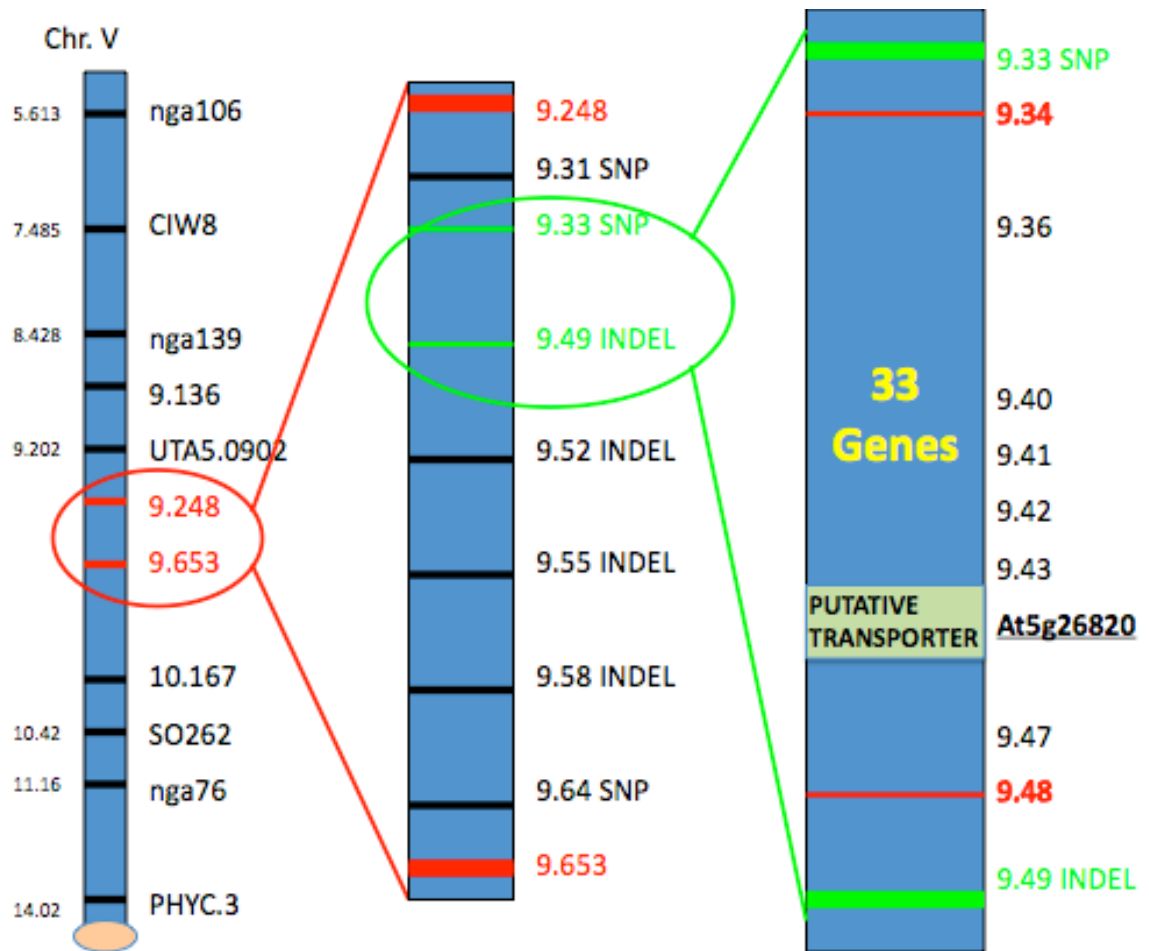 Chr. V
5.613
nga106
7.485
CIW8
8.428
nga139
9.136
9.202
UTA5.0902
9.248
9.653
10.167
10.42
SO262
11.16
nga76
14.02
PHYC.3
9.248
9.31 SNP
9.33 SNP
9.49 INDEL
9.52 INDEL
9.55 INDEL
9.58 INDEL
9.64 SNP
9.653
9.33 SNP
9.34
9.36
33
Genes
9.40
9.41
9.42
9.43
PUTATIVE
TRANSPORTER
At5g26820
9.47
9.48
9.49 INDEL